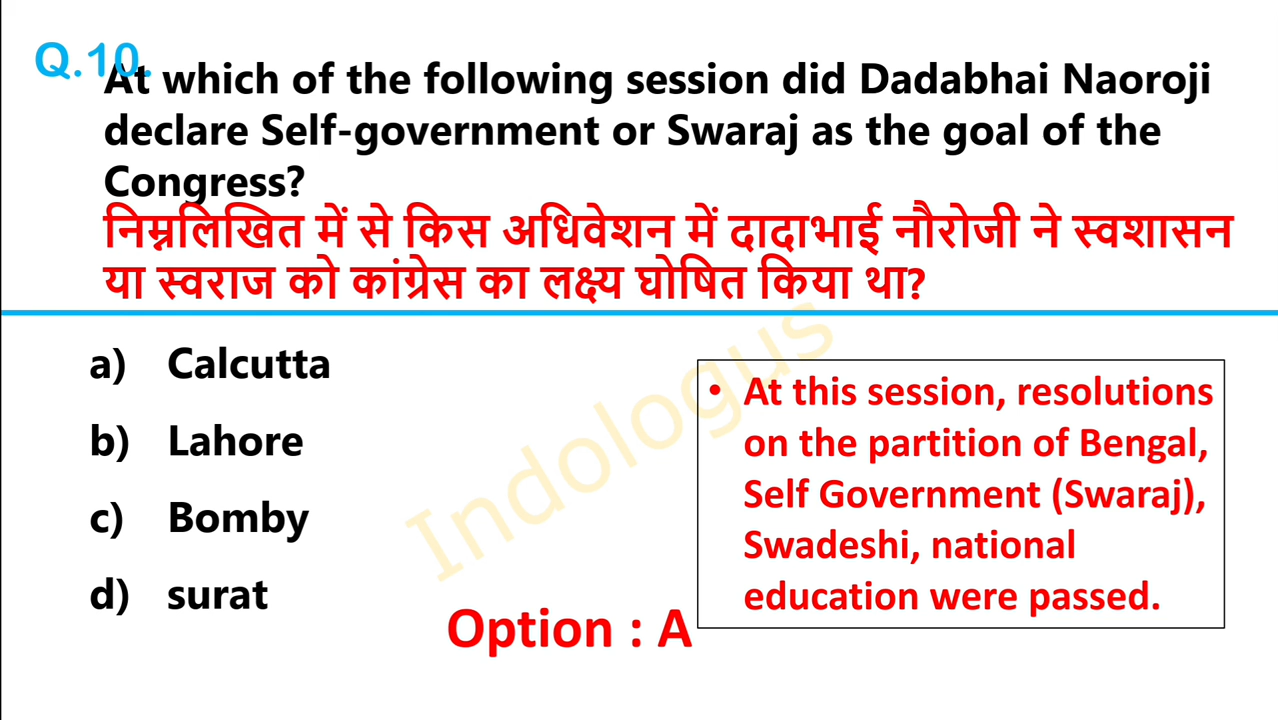 Q.10.
At which of the following session did Dadabhai Naoroji
declare Self-government or Swaraj as the goal of the
Congress?
निम्नलिखित में से किस अधिवेशन में दादाभाई नौरोजी ने स्वशासन
या स्वराज को कांग्रेस का लक्ष्य घोषित किया था?
a) Calcutta
b) Lahore
c) Bomby
d) surat
• At this session, resolutions
on the partition of Bengal,
Self Government (Swaraj),
Swadeshi, national
education were passed.
Option : A
Indologus